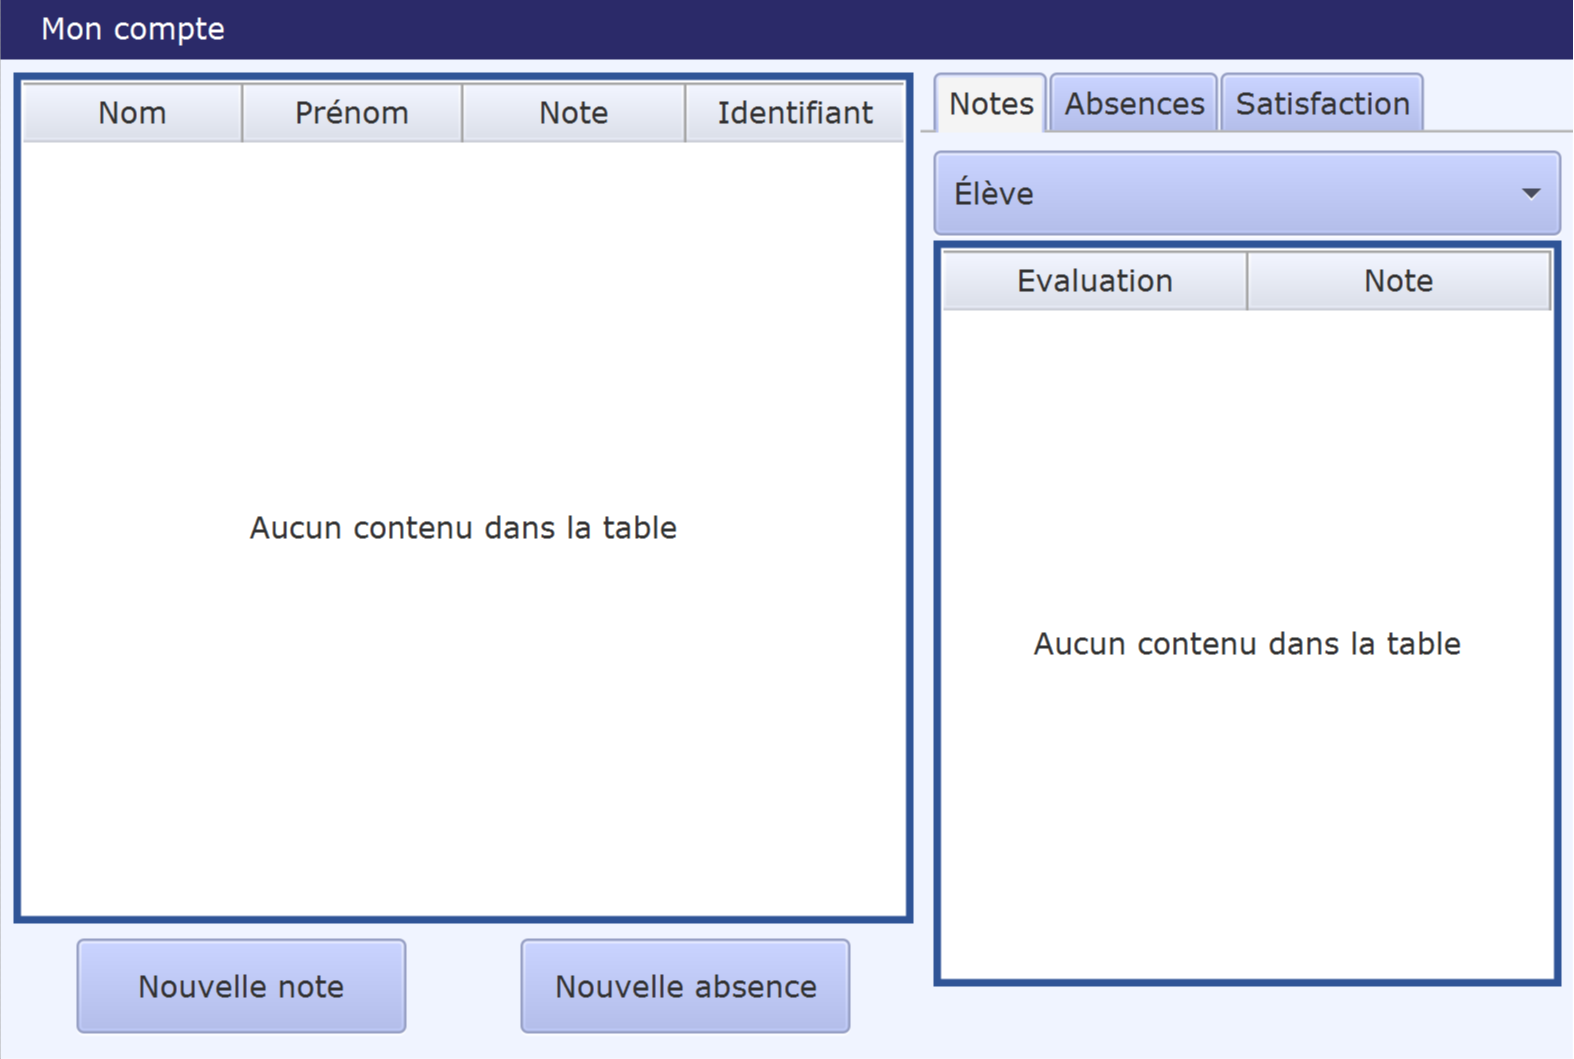 Mon compte
Nom Prénom Note Identifiant
Aucun contenu dans la table
Nouvelle note Nouvelle absence
Notes Absences Satisfaction
Élève
Evaluation Note
Aucun contenu dans la table